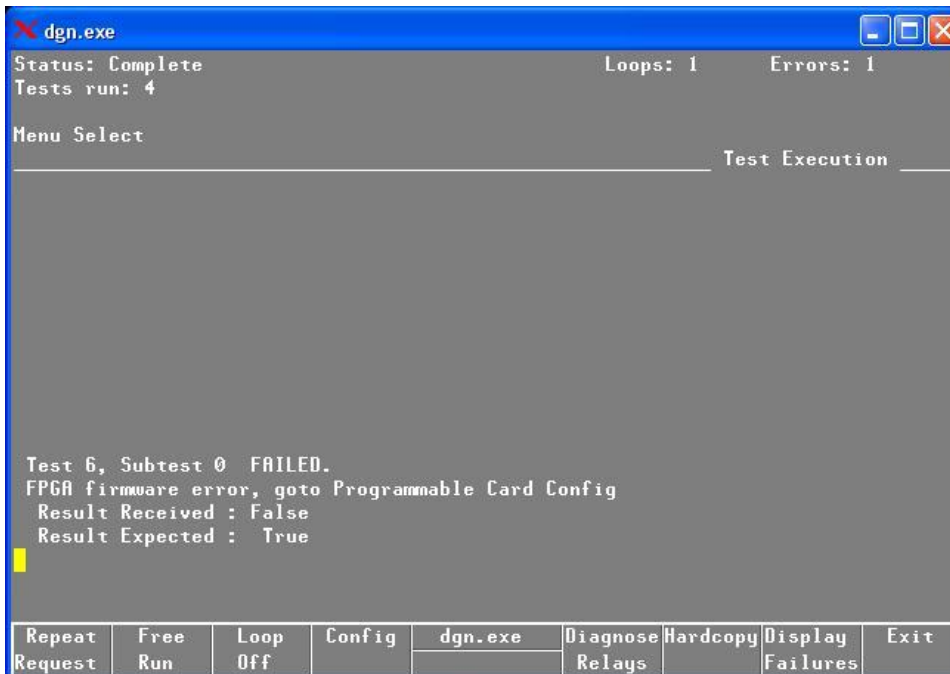 dgn.exe
Status: Complete Loops: 1 Errors: 1
Tests run: 4
Menu Select
Test Execution
Test 6, Subtest 0 FAILED.
FPGA firmware error, goto Programmable Card Config
Result Received : False
Result Expected : True
Repeat Free Loop Config dgn.exe Diagnose Hardcopy Display Exit
Request Run Off Relays Failures